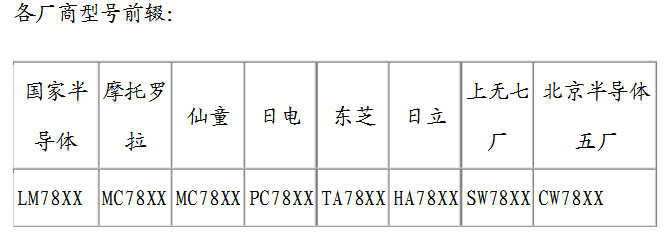 各厂商型号前辍:
国家半导体 摩托罗拉 仙童 日电 东芝 日立 上无七厂 北京半导体五厂
LM78XX MC78XX MC78XX PC78XX TA78XX HA78XX SW78XX CW78XX